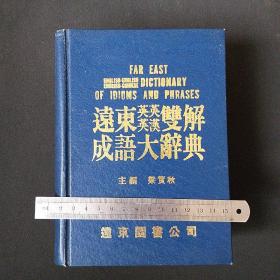 FAR EAST
ENGLISH-ENGLISH
ENGLISH-CHINESE DICTIONARY
OF IDIOMS AND PHRASES
遠東英英英漢雙解
成語大辭典
主編 梁實秋
遠東圖書公司